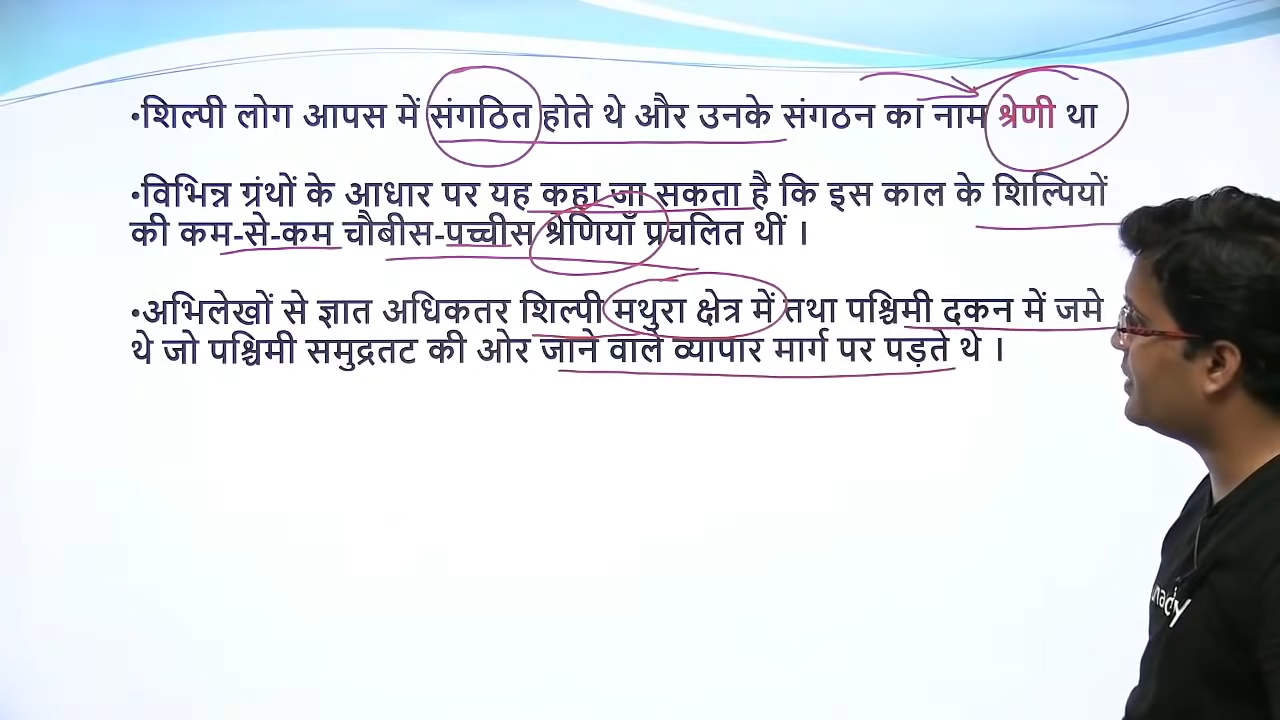 •शिल्पी लोग आपस में संगठित होते थे और उनके संगठन का नाम श्रेणी था
•विभिन्न ग्रंथों के आधार पर यह कहा जा सकता है कि इस काल के शिल्पियों
की कम-से-कम चौबीस-पच्चीस श्रेणियाँ प्रचलित थीं ।
•अभिलेखों से ज्ञात अधिकतर शिल्पी मथुरा क्षेत्र में तथा पश्चिमी दकन में जमे
थे जो पश्चिमी समुद्रतट की ओर जाने वाले व्यापार मार्ग पर पड़ते थे ।